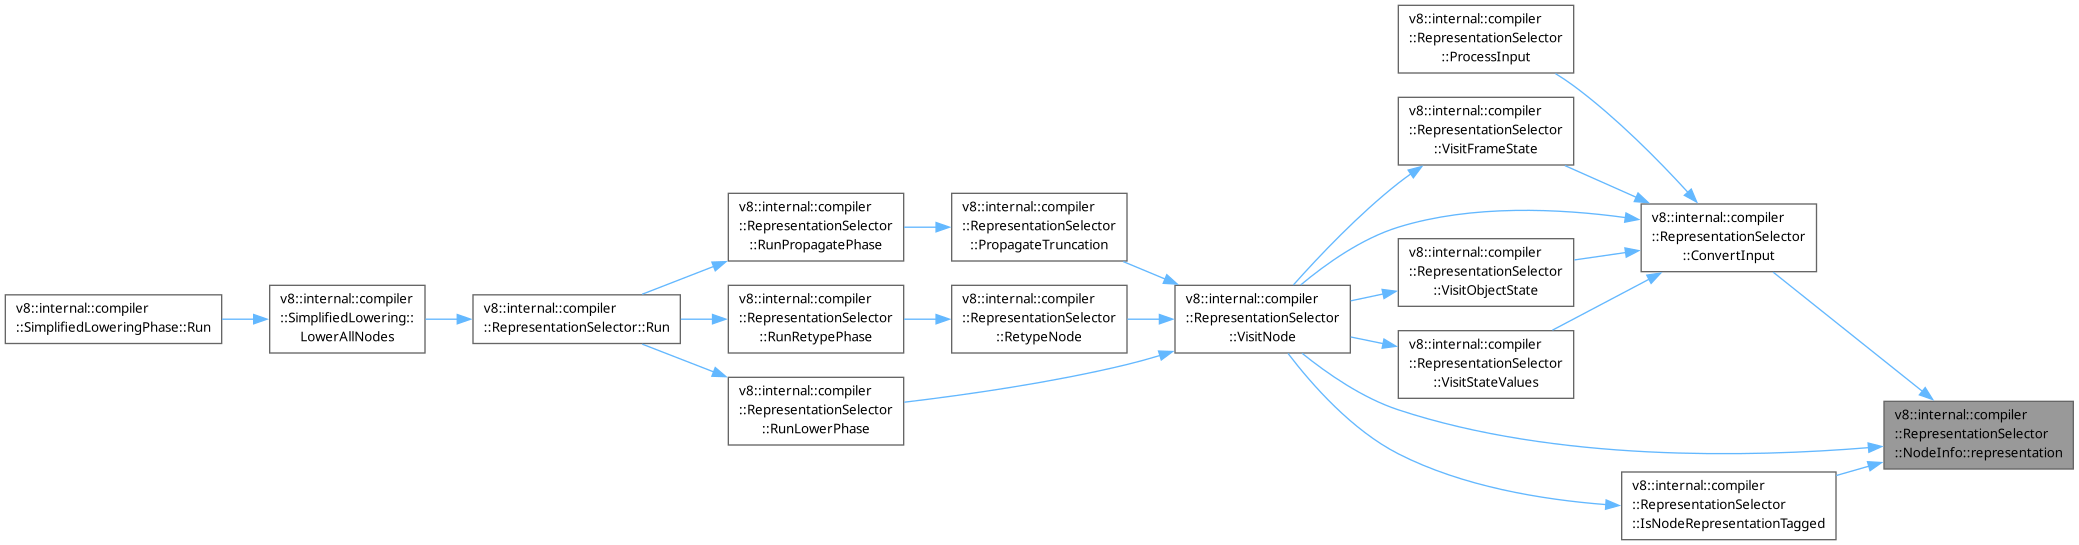 v8::internal::compiler
::RepresentationSelector
::ProcessInput
v8::internal::compiler
::RepresentationSelector
::VisitFrameState
v8::internal::compiler
::RepresentationSelector
::RunPropagatePhase
v8::internal::compiler
::RepresentationSelector
::PropagateTruncation
v8::internal::compiler
::RepresentationSelector
::ConvertInput
v8::internal::compiler
::RepresentationSelector
::VisitObjectState
v8::internal::compiler
::SimplifiedLoweringPhase::Run
v8::internal::compiler
::SimplifiedLowering::
LowerAllNodes
v8::internal::compiler
::RepresentationSelector::Run
v8::internal::compiler
::RepresentationSelector
::RunRetypePhase
v8::internal::compiler
::RepresentationSelector
::RetypeNode
v8::internal::compiler
::RepresentationSelector
::VisitNode
v8::internal::compiler
::RepresentationSelector
::VisitStateValues
v8::internal::compiler
::RepresentationSelector
::RunLowerPhase
v8::internal::compiler
::RepresentationSelector
::NodeInfo::representation
v8::internal::compiler
::RepresentationSelector
::IsNodeRepresentationTagged